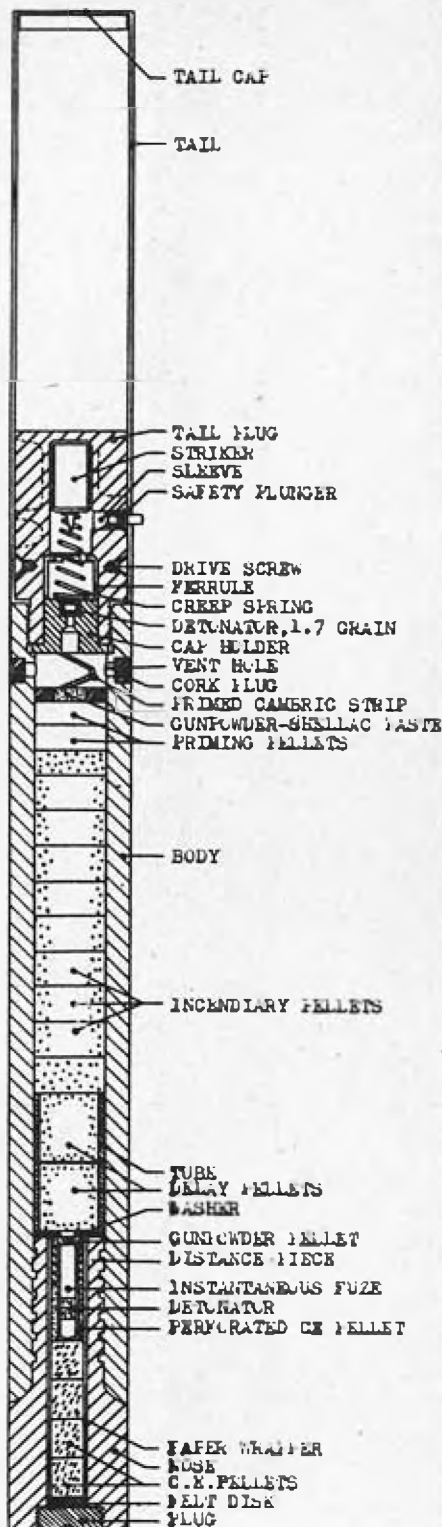 TAIL CAP
TAIL
TAIL PLUG
STRIKER
SLEEVE
SAFETY PLUNGER
DRIVE SCREW
FERRULE
CREEP SPRING
DETONATOR, 1.7 GRAIN
CAP HOLDER
VENT HOLE
CORK PLUG
PRIMED CAMBRIC STRIP
GUNPOWDER-SHELLAC PASTE
PRIMING PELLETS
BODY
INCENDIARY PELLETS
TUBE
DELAY PELLETS
WASHER
GUNPOWDER PELLET
DISTANCE PIECE
INSTANTANEOUS FUZE
DETONATOR
PERFORATED CE PELLET
PAPER WRAPPER
NOSE
C.E.PELLETS
FELT DISK
PLUG